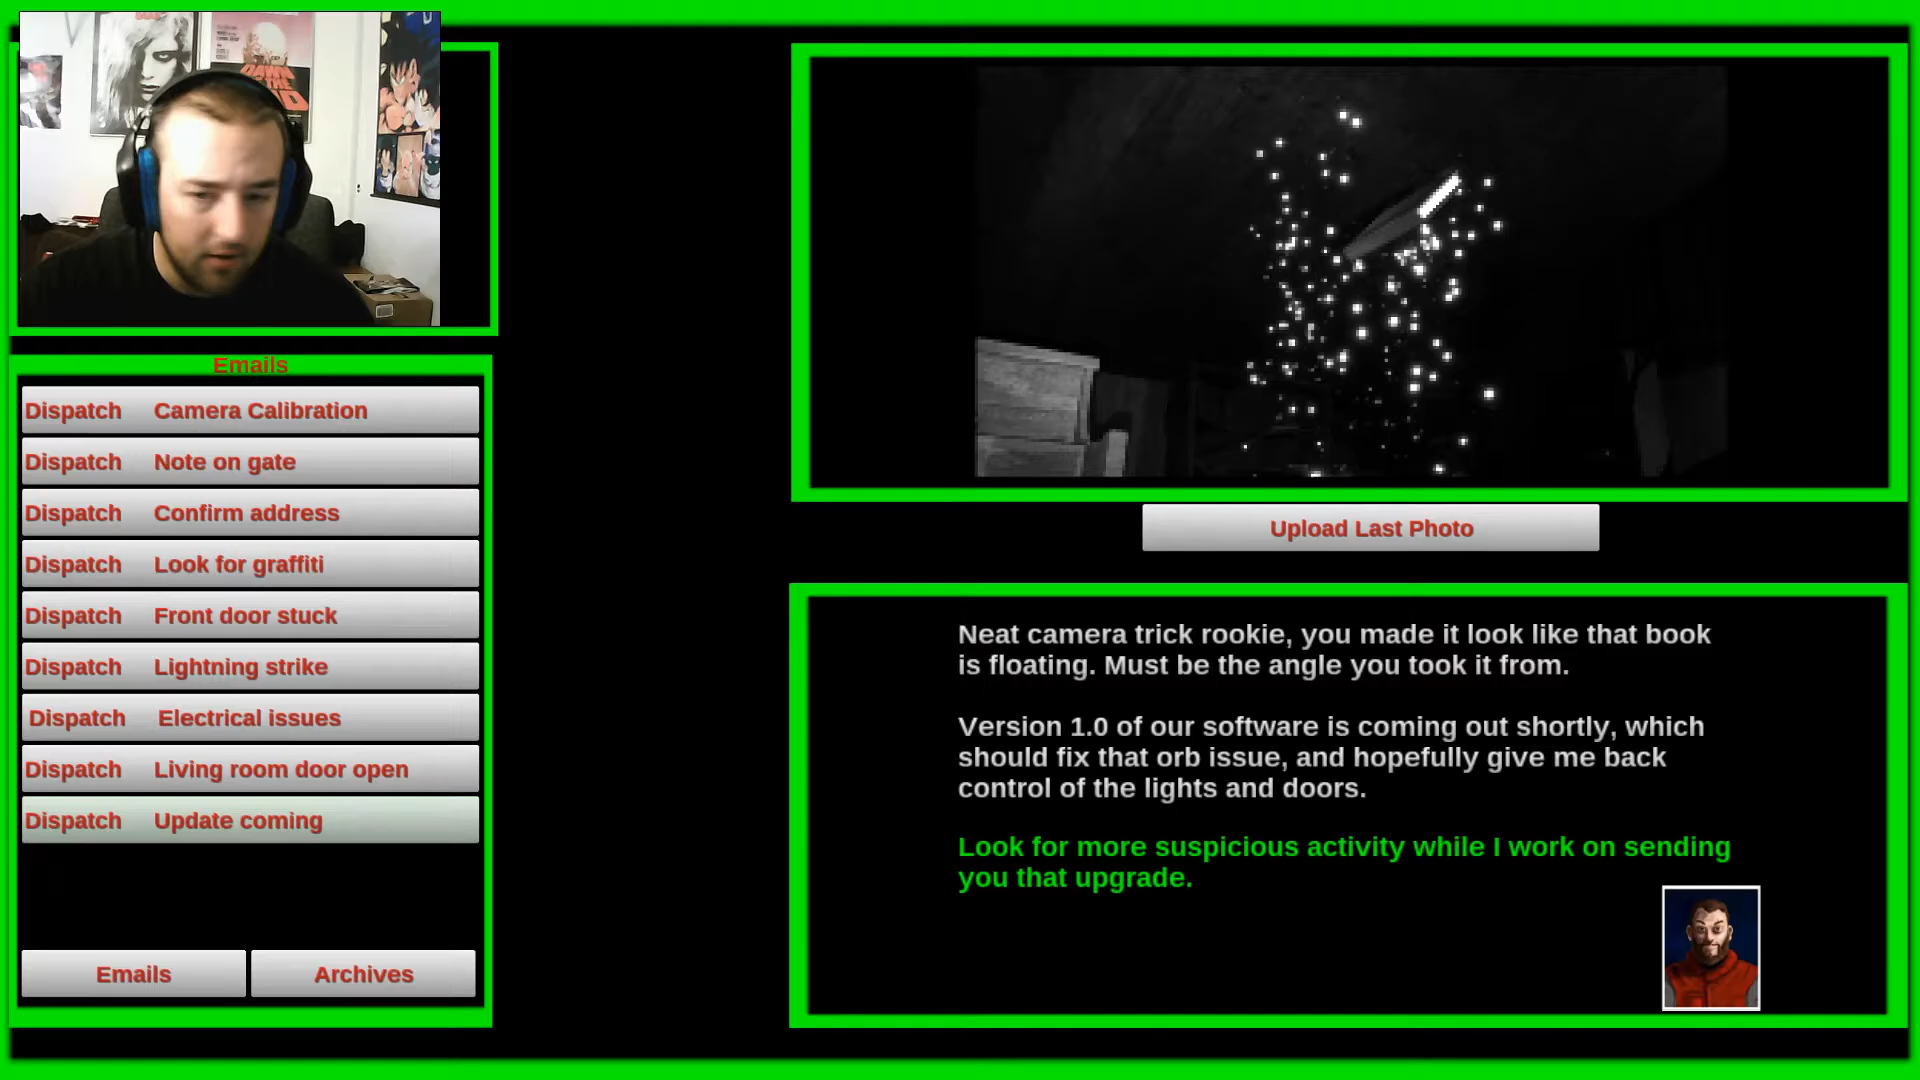 Emails
Dispatch Camera Calibration
Dispatch Note on gate
Dispatch Confirm address
Dispatch Look for graffiti
Dispatch Front door stuck
Dispatch Lightning strike
Dispatch Electrical issues
Dispatch Living room door open
Dispatch Update coming
Emails Archives
Upload Last Photo
Neat camera trick rookie, you made it look like that book
is floating. Must be the angle you took it from.
Version 1.0 of our software is coming out shortly, which
should fix that orb issue, and hopefully give me back
control of the lights and doors.
Look for more suspicious activity while I work on sending
you that upgrade.